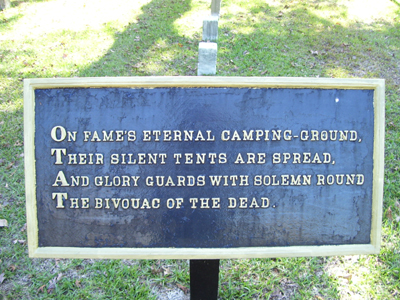 ON FAME'S ETERNAL CAMPING-GROUND,
THEIR SILENT TENTS ARE SPREAD,
AND GLORY GUARDS WITH SOLEMN ROUND
THE BIVOUAC OF THE DEAD.